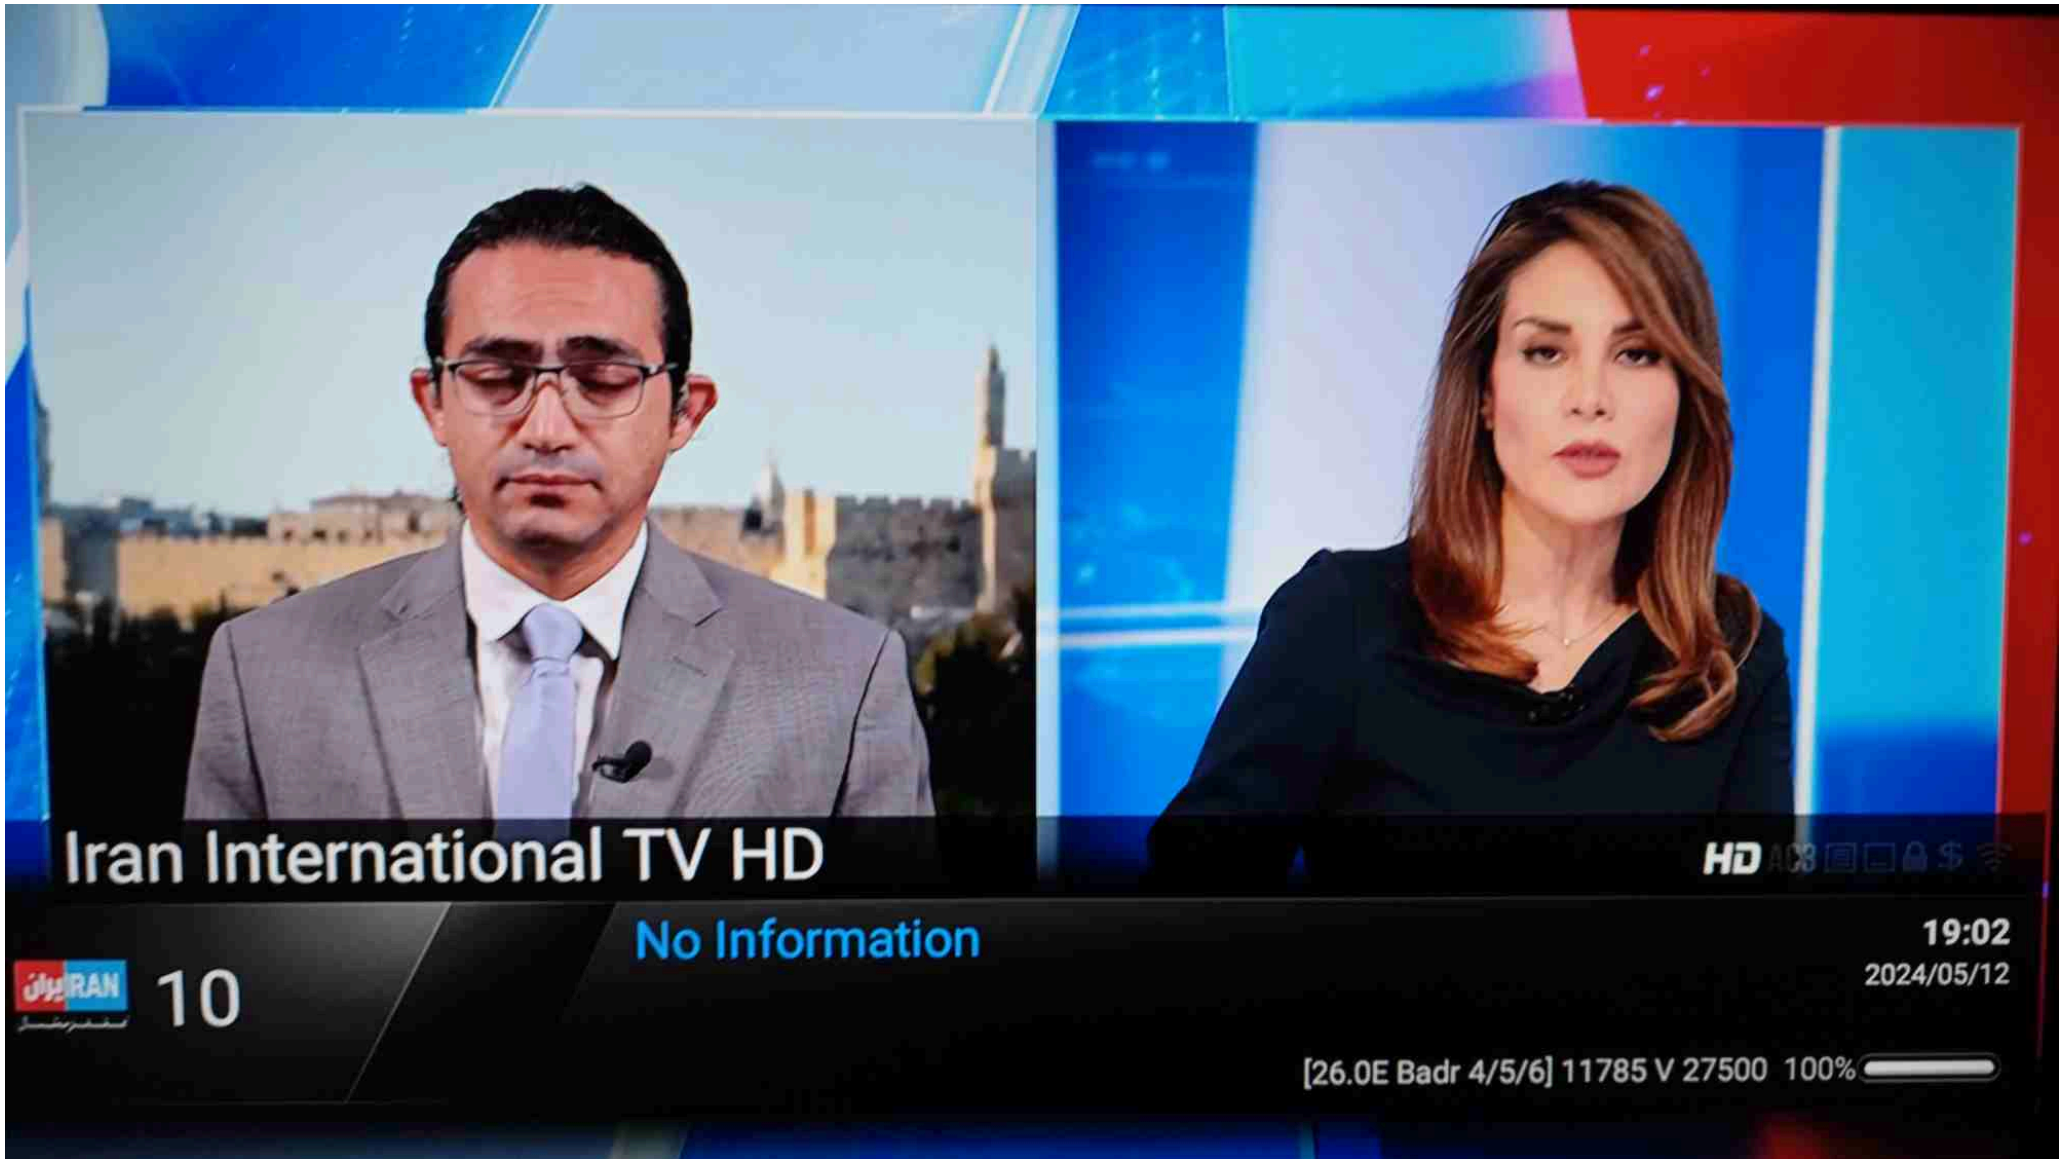 Iran International TV HD
HD AC3 $
No Information
19:02
2024/05/12
ایران IRAN
10
[26.0E Badr 4/5/6] 11785 V 27500 100%